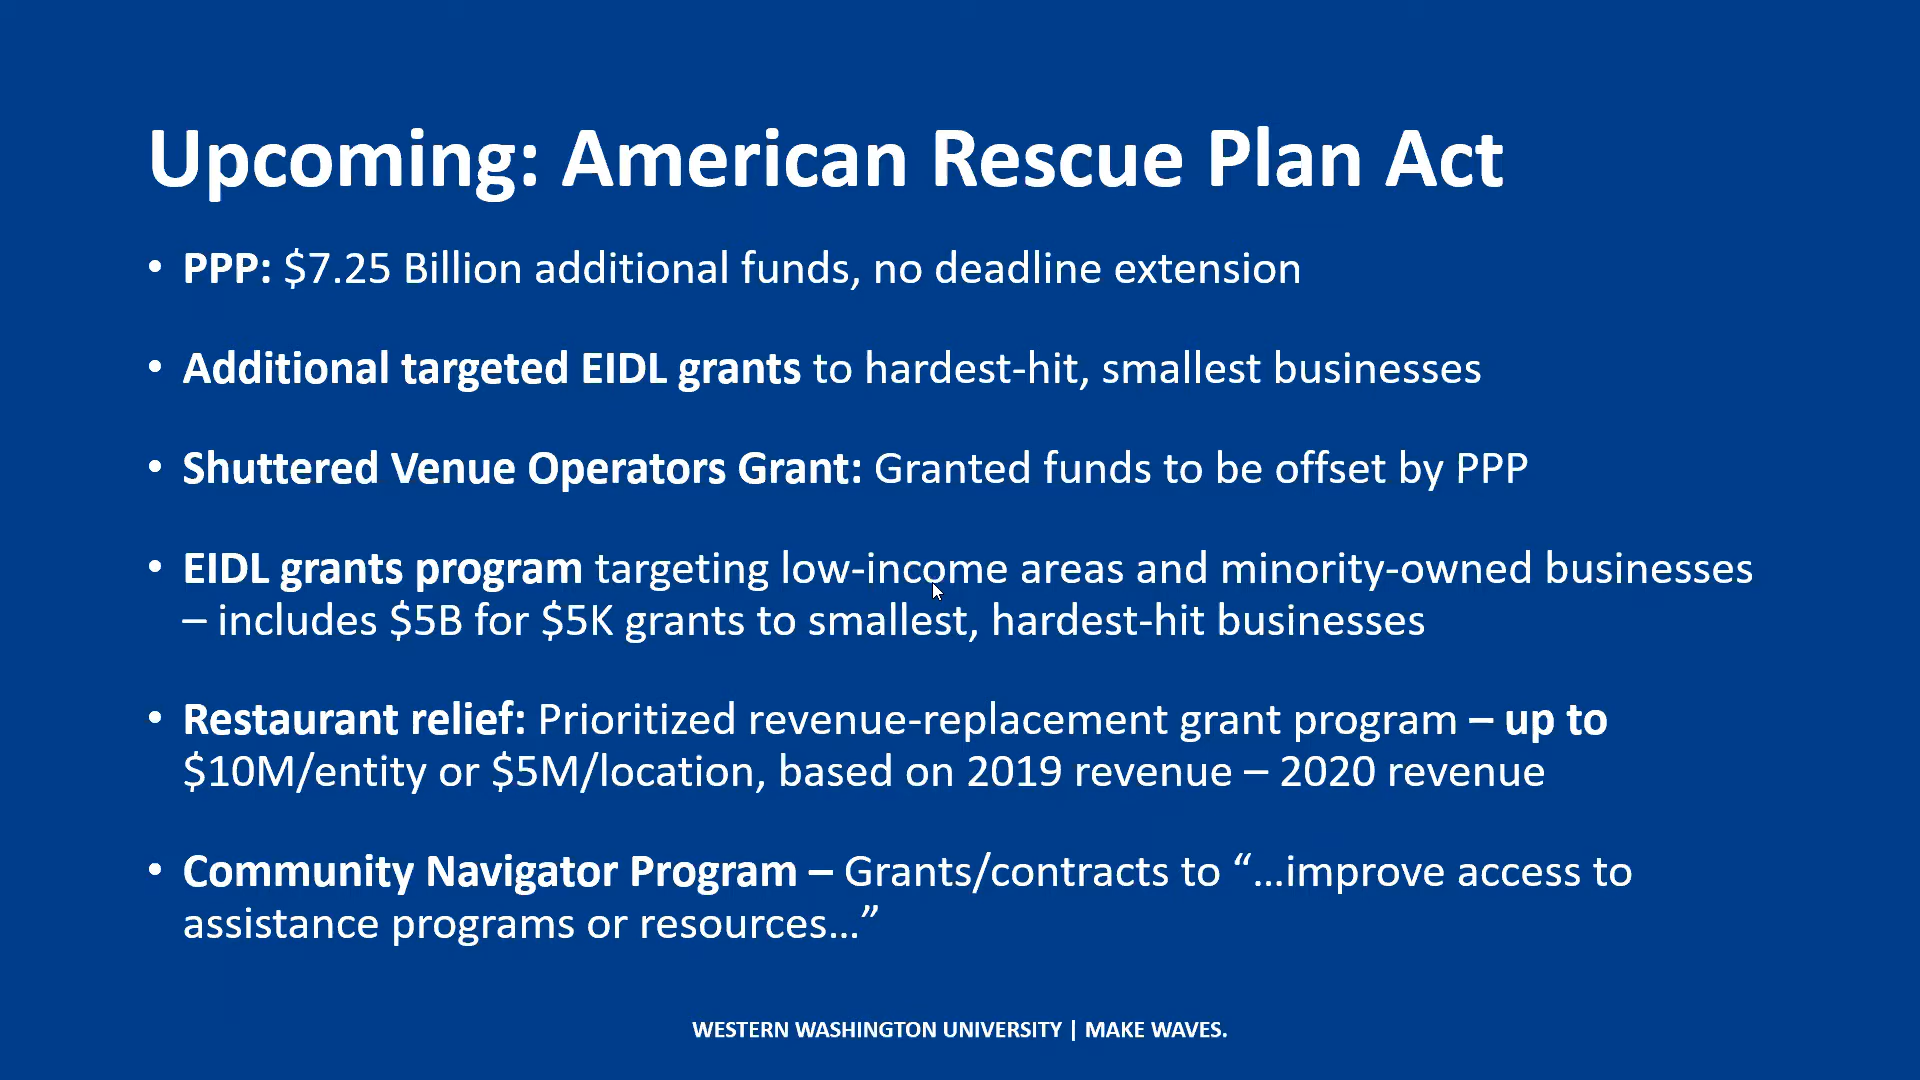 Upcoming: American Rescue Plan Act
• PPP: $7.25 Billion additional funds, no deadline extension
• Additional targeted EIDL grants to hardest-hit, smallest businesses
• Shuttered Venue Operators Grant: Granted funds to be offset by PPP
• EIDL grants program targeting low-income areas and minority-owned businesses
– includes $5B for $5K grants to smallest, hardest-hit businesses
• Restaurant relief: Prioritized revenue-replacement grant program – up to
$10M/entity or $5M/location, based on 2019 revenue – 2020 revenue
• Community Navigator Program – Grants/contracts to “…improve access to
assistance programs or resources…”
WESTERN WASHINGTON UNIVERSITY | MAKE WAVES.